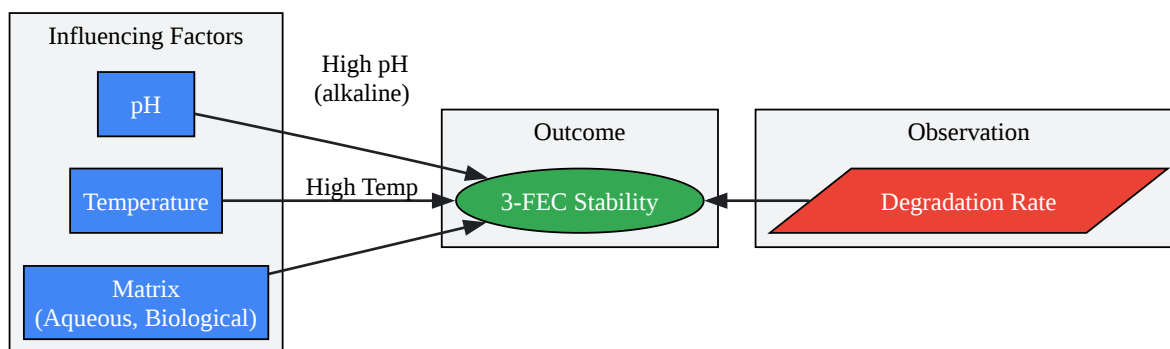 Influencing Factors
pH
Temperature
Matrix
(Aqueous, Biological)
High pH
(alkaline)
High Temp
Outcome
3-FEC Stability
Observation
Degradation Rate